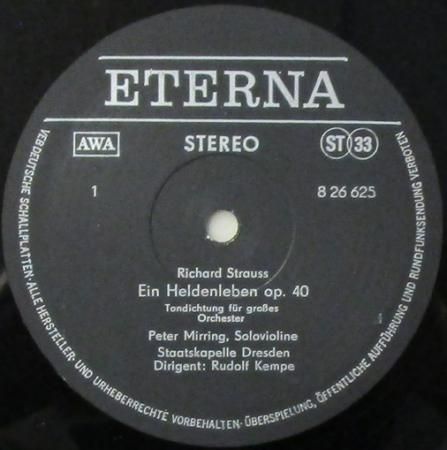 ETERNA
AWA
STEREO
ST 33
1
8 26 625
Richard Strauss
Ein Heldenleben op. 40
Tondichtung für großes
Orchester
Peter Mirring, Solovioline
Staatskapelle Dresden
Dirigent: Rudolf Kempe
VEB DEUTSCHE SCHALLPLATTEN · ALLE HERSTELLER- UND URHEBERRECHTE VORBEHALTEN · ÜBERSPIELUNG, ÖFFENTLICHE AUFFÜHRUNG UND RUNDFUNKSENDUNG VERBOTEN